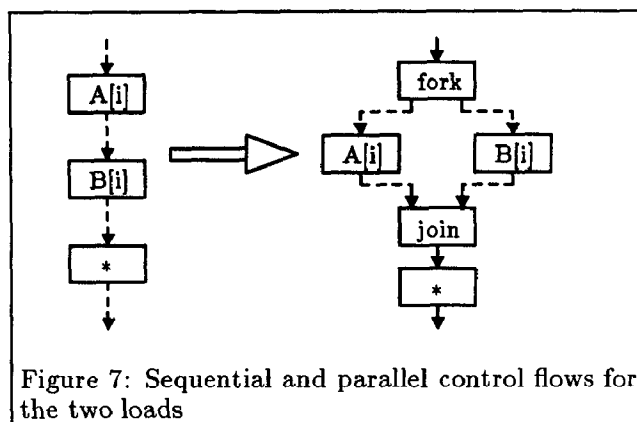 fork
A[i]
A[i]
B[i]
B[i]
join
*
*
Figure 7: Sequential and parallel control flows for
the two loads